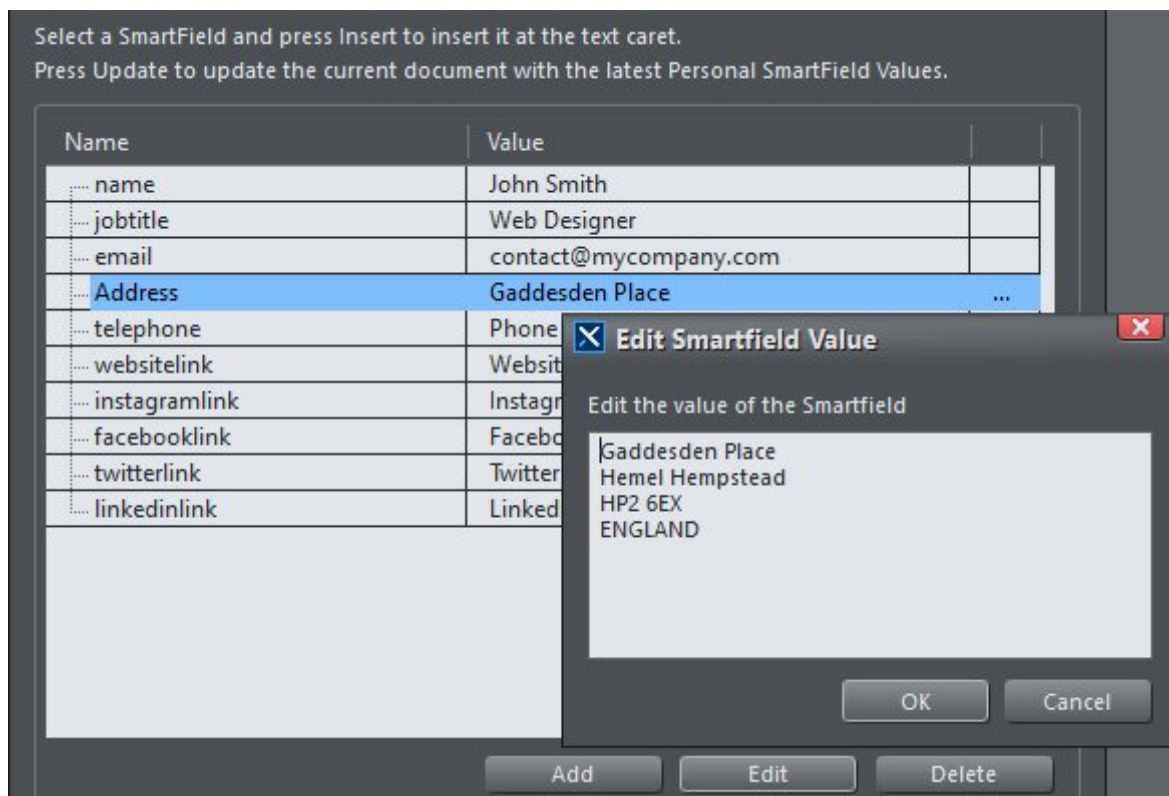 Select a SmartField and press Insert to insert it at the text caret.
Press Update to update the current document with the latest Personal SmartField Values.
Name Value
name John Smith
jobtitle Web Designer
email contact@mycompany.com
Address Gaddesden Place ...
telephone Phone
websitelink Websit
instagramlink Instagr
facebooklink Facebo
twitterlink Twitter
linkedinlink Linked
Edit Smartfield Value
Edit the value of the Smartfield
Gaddesden Place
Hemel Hempstead
HP2 6EX
ENGLAND
OK Cancel
Add Edit Delete